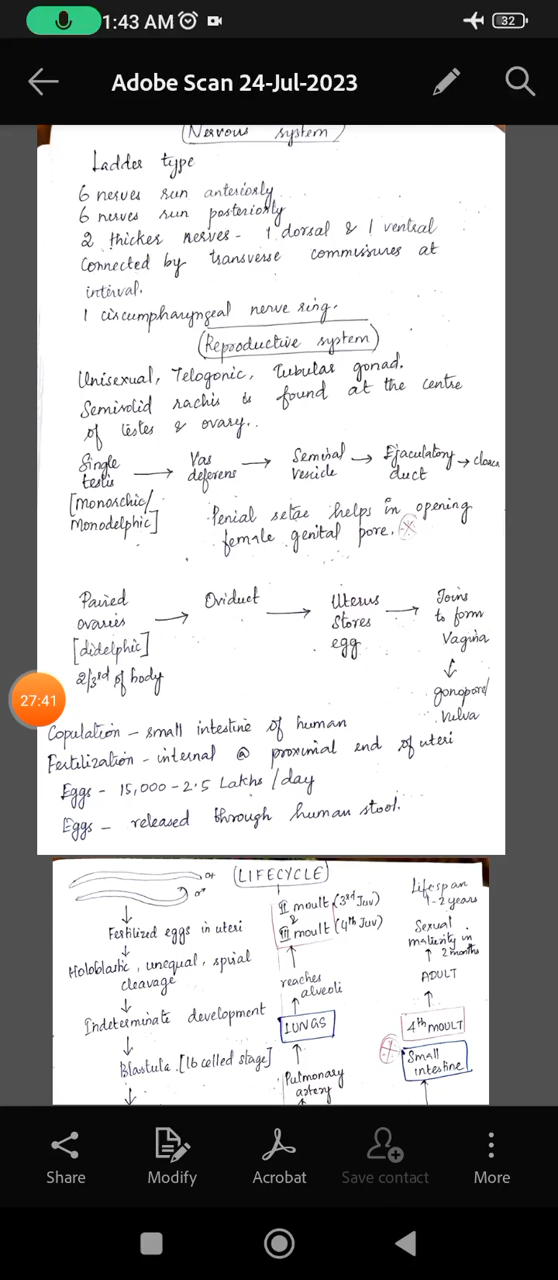 1:43 AM
32
Adobe Scan 24-Jul-2023
Nervous system
Ladder type
6 nerves run anteriorly
6 nerves run posteriorly
2 thicker nerves - 1 dorsal & 1 ventral
Connected by transverse commissures at
interval.
1 circumpharyngeal nerve ring.
Reproductive system
Unisexual, Telogonic, Tubular gonad.
Semisolid rachis is found at the centre
of testes & ovary..
Single testis → Vas deferens → Seminal vescicle → Ejaculatory duct → cloaca
[monorchic/
Monodelphic]
Penial setae helps in opening
female genital pore.
Paired ovaries → Oviduct → Uterus stores egg → Joins to form Vagina
[didelphic]
2/3rd of body
↓
gonopore/
Vulva
27:41
Copulation - small intestine of human
Fertilization - internal @ proximal end of uteri
Eggs - 15,000 - 2.5 Lakhs / day
Eggs - released through human stool.
LIFECYCLE
♀
♂
↓
Fertilized eggs in uteri
↓
Holoblastic, unequal, spiral
cleavage
↓
Indeterminate development
↓
Blastula [16 celled stage]
↓
II moult (3rd Juv)
&
III moult (4th Juv)
↑
reaches
alveoli
↑
LUNGS
↑
Pulmonary
artery
Lifespan
1-2 years
Sexual
maturity in
↑ 2 months
ADULT
↑
4th MOULT
Small
intestine
↑
Share
Modify
Acrobat
Save contact
More